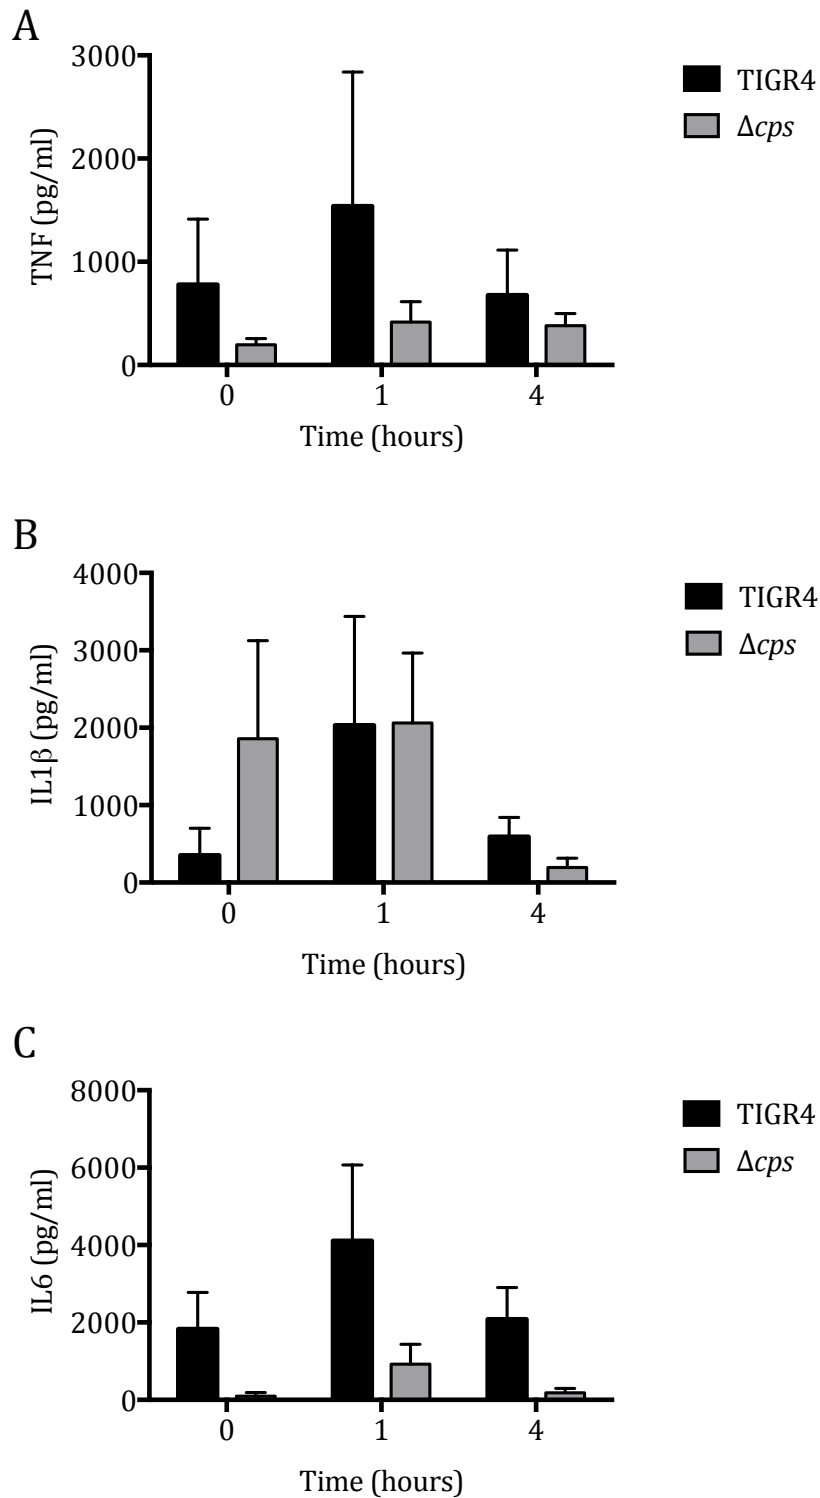 A
3000
2000
1000
0
TNF (pg/ml)
0 1 4
Time (hours)
TIGR4
Δcps
B
4000
3000
2000
1000
0
IL1β (pg/ml)
0 1 4
Time (hours)
TIGR4
Δcps
C
8000
6000
4000
2000
0
IL6 (pg/ml)
0 1 4
Time (hours)
TIGR4
Δcps